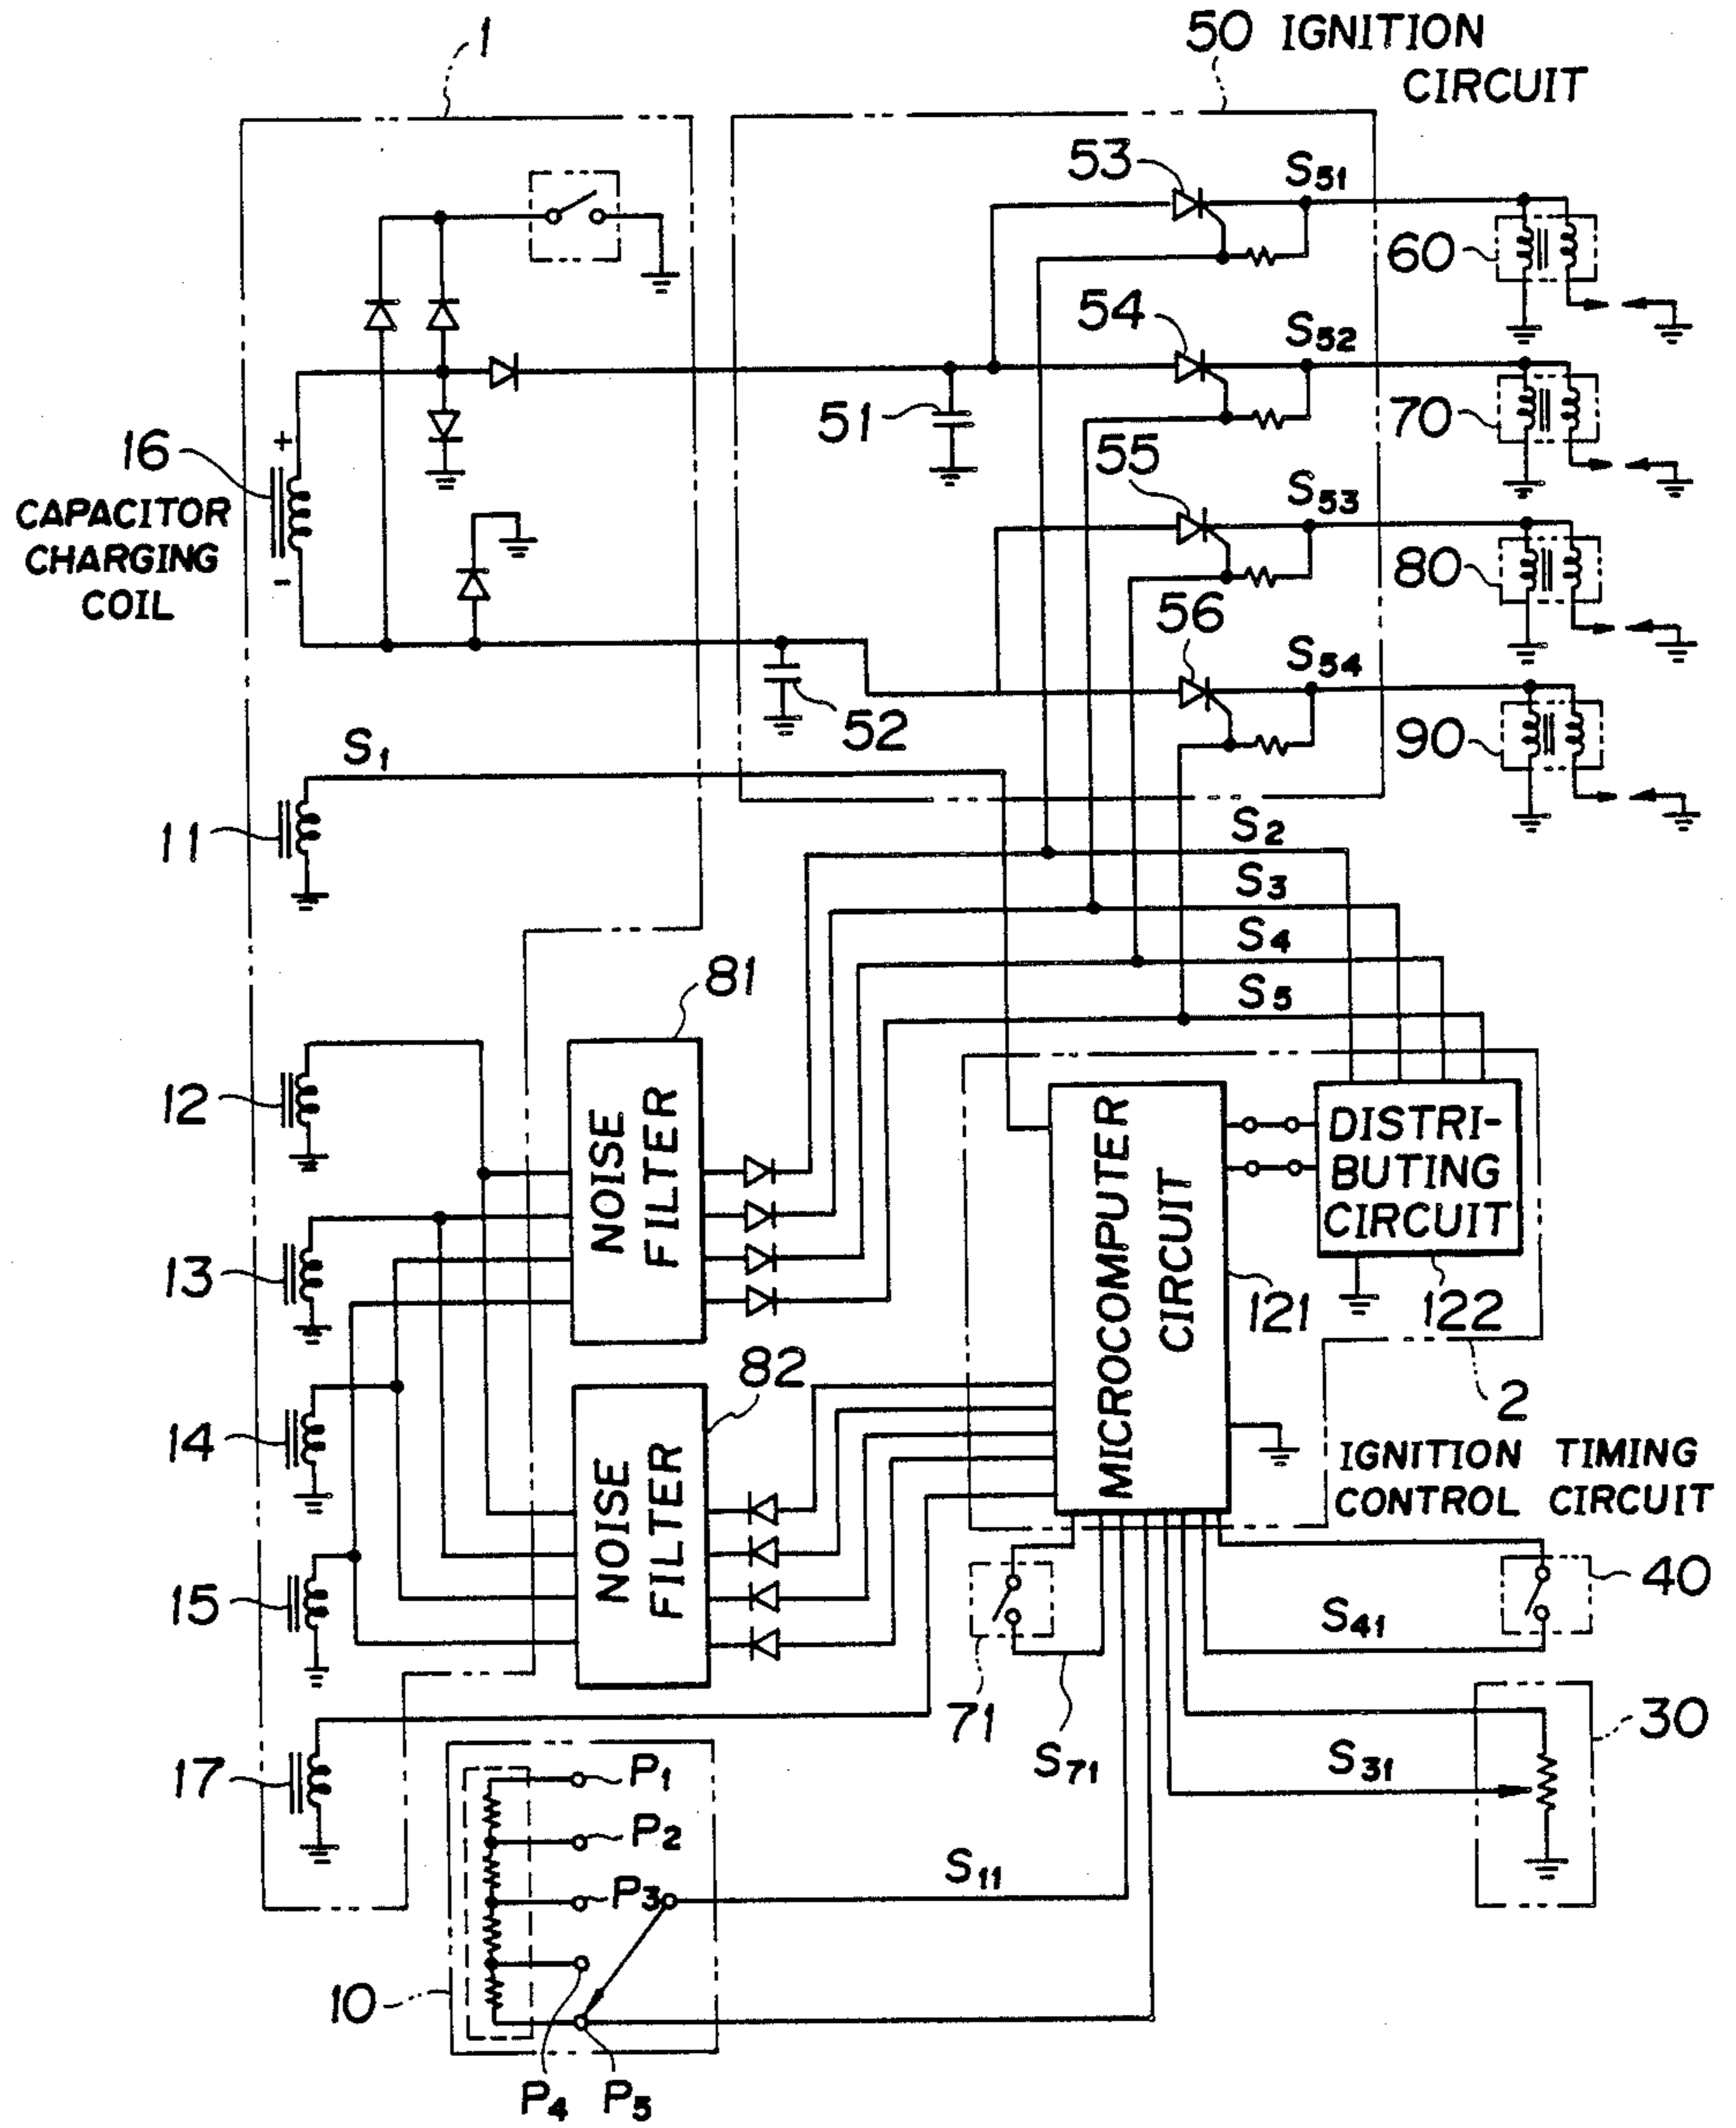 1
50 IGNITION
CIRCUIT
53
S51
60
54
S52
51
70
16
+
CAPACITOR
CHARGING
COIL
-
55
S53
80
56
S54
52
90
S1
11
S2
S3
S4
S5
81
12
NOISE
FILTER
MICROCOMPUTER
CIRCUIT
DISTRI-
BUTING
CIRCUIT
13
121
122
82
2
14
NOISE
FILTER
IGNITION TIMING
CONTROL CIRCUIT
40
15
S41
71
30
S71
S31
17
P1
P2
P3
S11
10
P4
P5